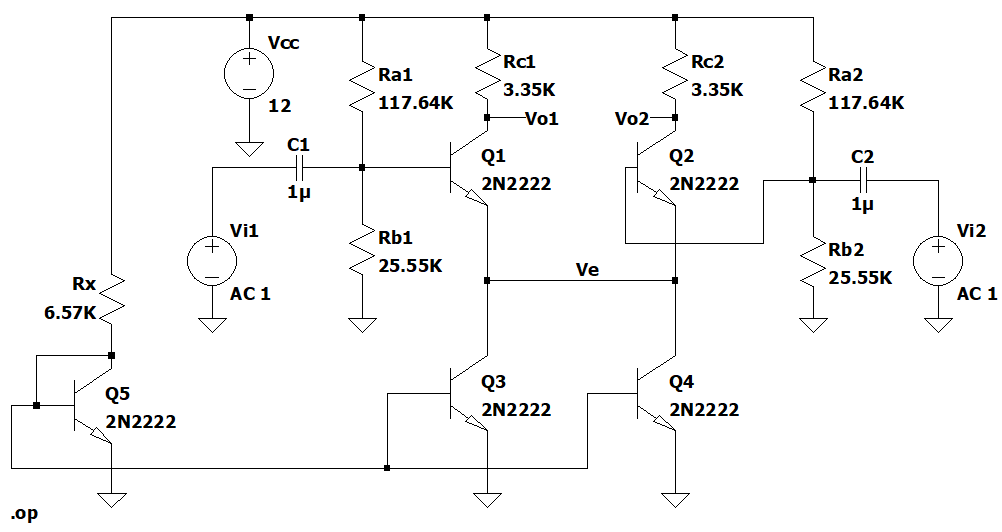 Vcc
12
Ra1
117.64K
Rc1
3.35K
Vo1
Rc2
3.35K
Vo2
Ra2
117.64K
C1
1µ
Q1
2N2222
Q2
2N2222
C2
1µ
Vi1
AC 1
Rb1
25.55K
Ve
Rb2
25.55K
Vi2
AC 1
Rx
6.57K
Q5
2N2222
Q3
2N2222
Q4
2N2222
.op